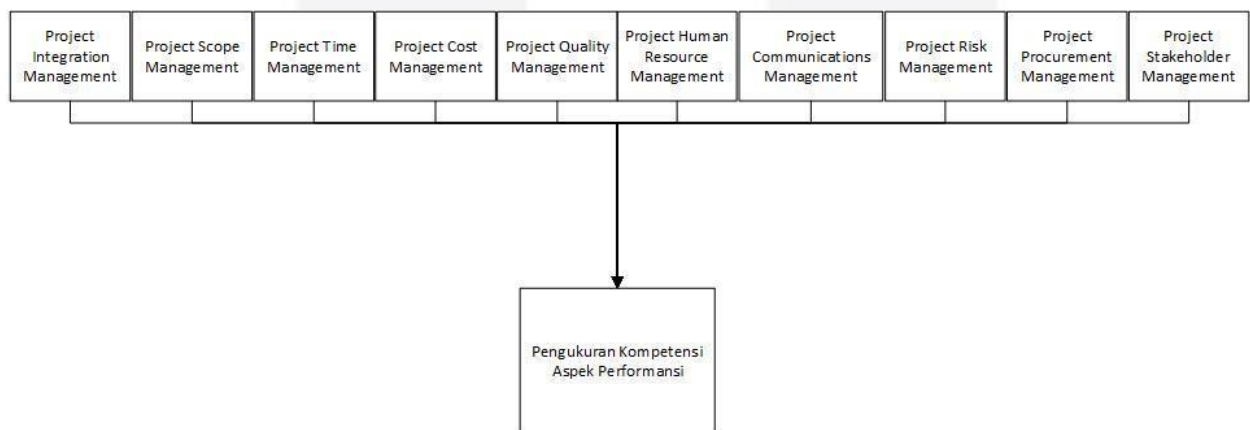 Project
Integration
Management
Project Scope
Management
Project Time
Management
Project Cost
Management
Project Quality
Management
Project Human
Resource
Management
Project
Communications
Management
Project Risk
Management
Project
Procurement
Management
Project
Stakeholder
Management
Pengukuran Kompetensi
Aspek Performansi